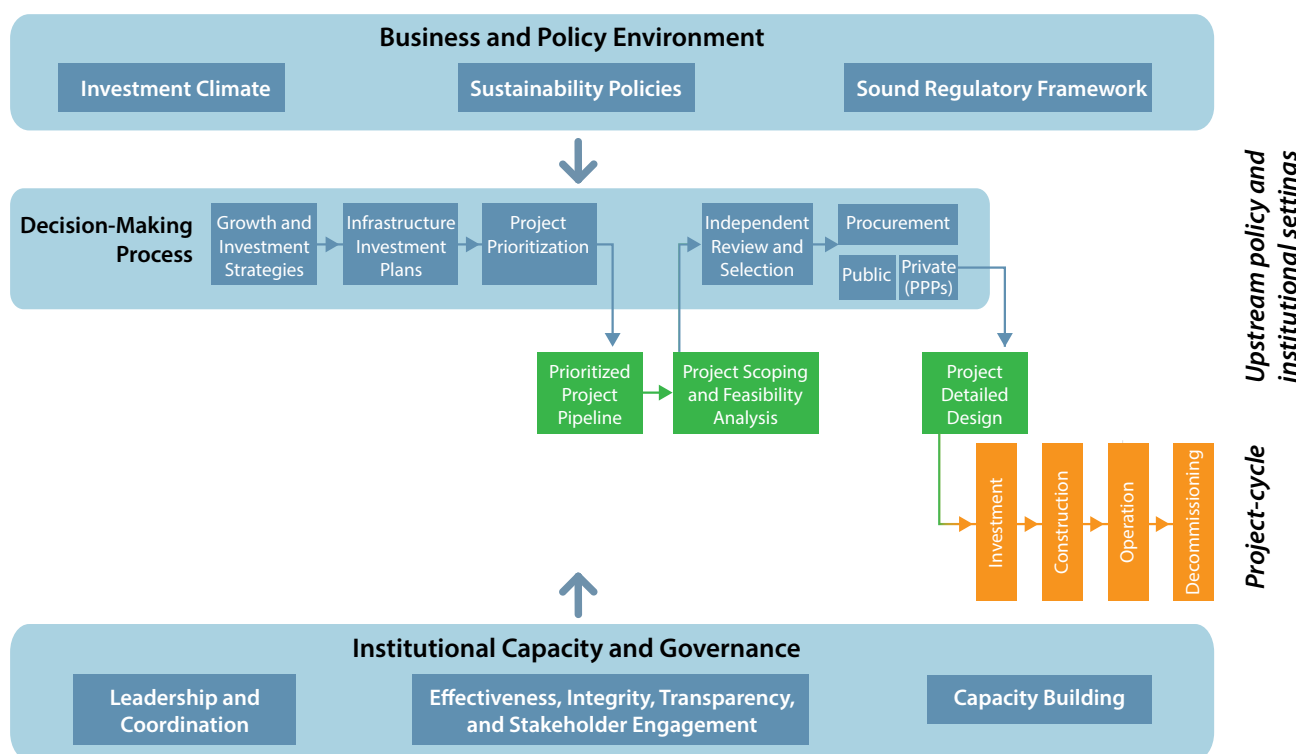 Business and Policy Environment
Investment Climate
Sustainability Policies
Sound Regulatory Framework
Decision-Making
Process
Growth and
Investment
Strategies
Infrastructure
Investment
Plans
Project
Prioritization
Independent
Review and
Selection
Procurement
Public
Private
(PPPs)
Prioritized
Project
Pipeline
Project Scoping
and Feasibility
Analysis
Project
Detailed
Design
Investment
Construction
Operation
Decommissioning
Upstream policy and
institutional settings
Project-cycle
Institutional Capacity and Governance
Leadership and
Coordination
Effectiveness, Integrity, Transparency,
and Stakeholder Engagement
Capacity Building